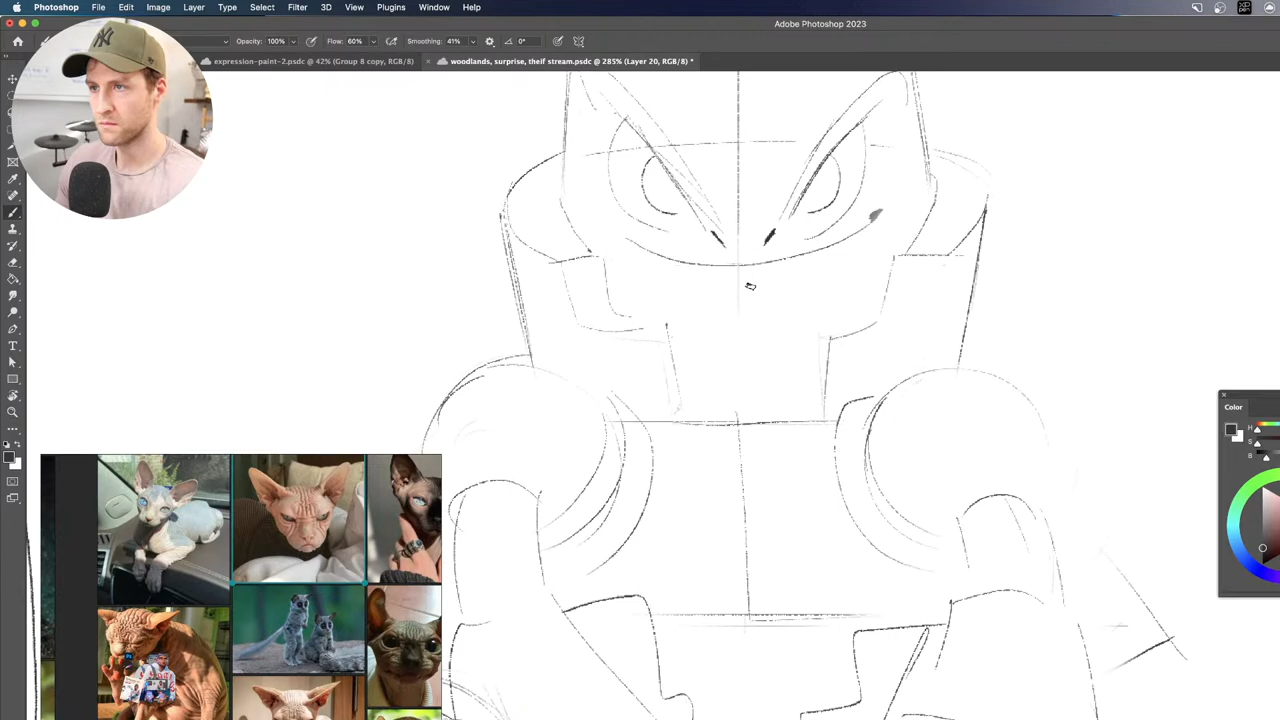 Photoshop File Edit Image Layer Type Select Filter 3D View Plugins Window Help
Adobe Photoshop 2023
Opacity: 100% Flow: 60% Smoothing: 41% 0°
expression-paint-2.psdc @ 42% (Group 8 copy, RGB/8) × woodlands, surprise, theif stream.psdc @ 285% (Layer 20, RGB/8) *
Color
H
S
B